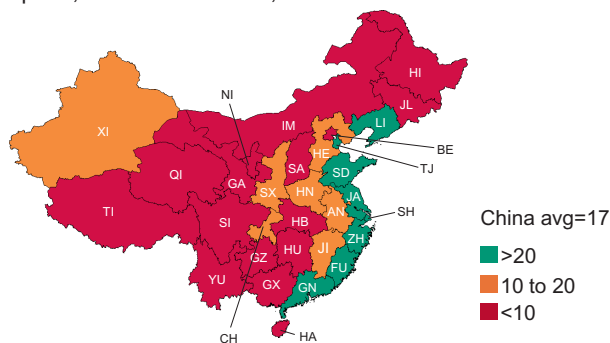 HI
JL
NI
IM
LI
XI
BE
HE
TJ
QI
SA
SD
GA
SX
HN
JA
TI
SH
AN
SI
HB
China avg=17
ZH
HU
JI
>20
GZ
FU
10 to 20
YU
GX
GN
<10
CH
HA